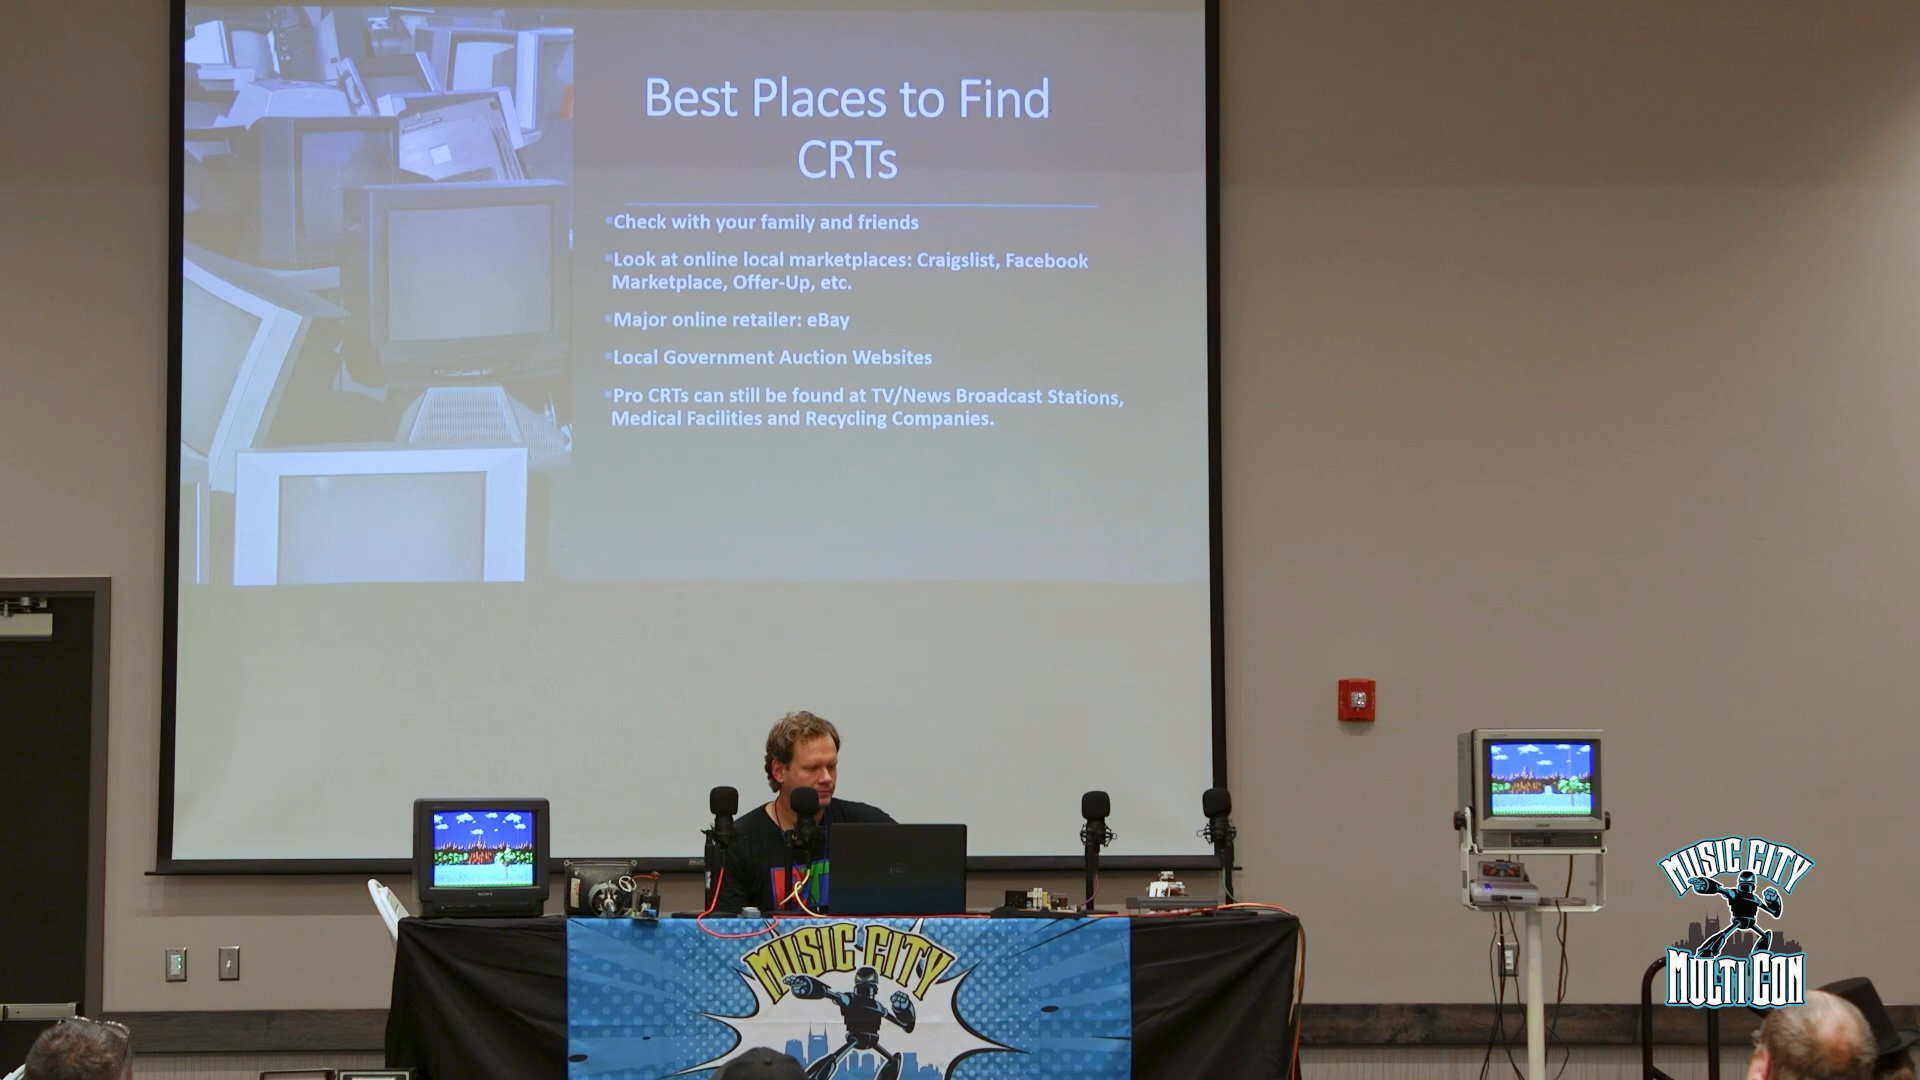 Best Places to Find
CRTs
Check with your family and friends
Look at online local marketplaces: Craigslist, Facebook
Marketplace, Offer-Up, etc.
Major online retailer: eBay
Local Government Auction Websites
Pro CRTs can still be found at TV/News Broadcast Stations,
Medical Facilities and Recycling Companies.
SONY
DELL
MUSIC CITY
MUSIC CITY
MULTI CON